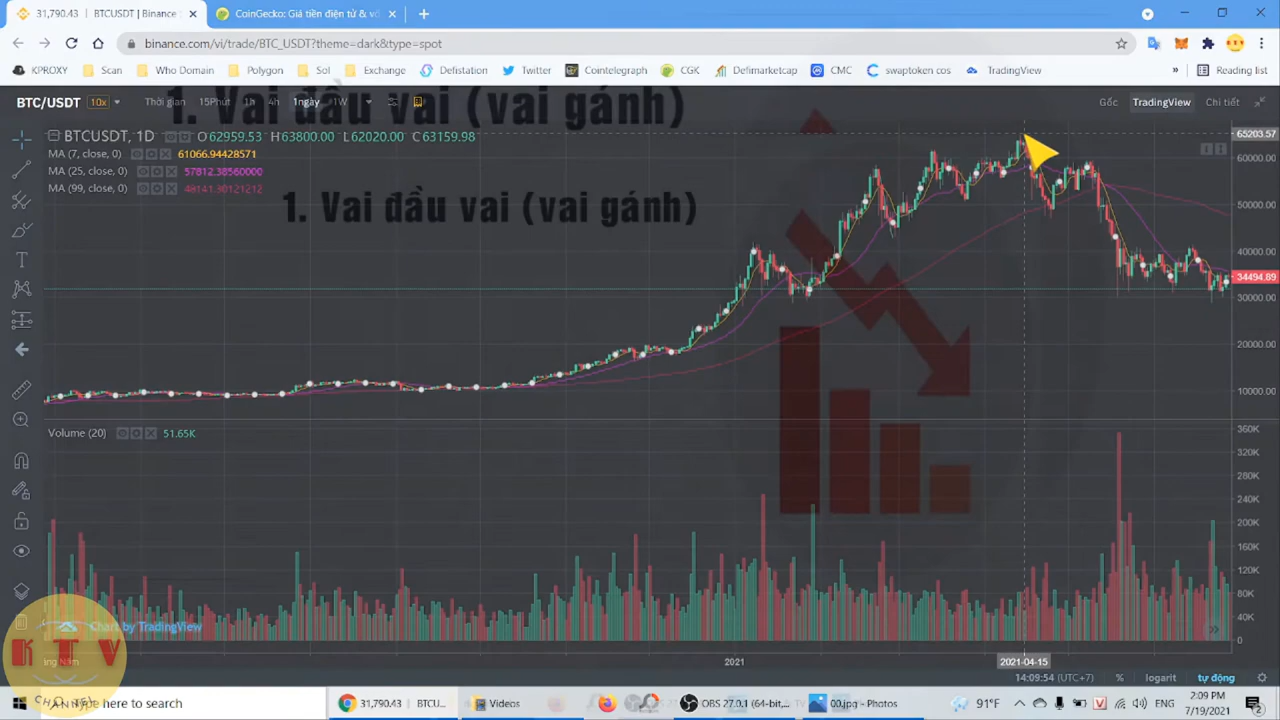 31,790.43 | BTCUSDT | Binance
CoinGecko: Giá tiền điện tử & vố
binance.com/vi/trade/BTC_USDT?theme=dark&type=spot
KPROXY Scan Who Domain Polygon Sol Exchange Defistation Twitter Cointelegraph CGK Defimarketcap CMC swaptoken cos TradingView » Reading list
BTC/USDT 10x Thời gian 15Phút 1h 4h 1ngày 1W Gốc TradingView Chi tiết
1. Vai đầu vai (vai gánh)
BTCUSDT, 1D O62959.53 H63800.00 L62020.00 C63159.98
MA (7, close, 0) 61066.94428571
MA (25, close, 0) 57812.38560000
MA (99, close, 0) 48141.30121212
1. Vai đầu vai (vai gánh)
65203.57
60000.00
50000.00
40000.00
34494.89
30000.00
20000.00
10000.00
Volume (20) 51.65K
360K
320K
280K
240K
200K
160K
120K
80K
40K
0
Chart by TradingView
KTV
CHANNEL
2021 2021-04-15
14:09:54 (UTC+7) % logarit tự động
here to search
31,790.43 | BTCU...
Videos
OBS 27.0.1 (64-bit,...
00.jpg - Photos
91°F
ENG
2:09 PM
7/19/2021
2